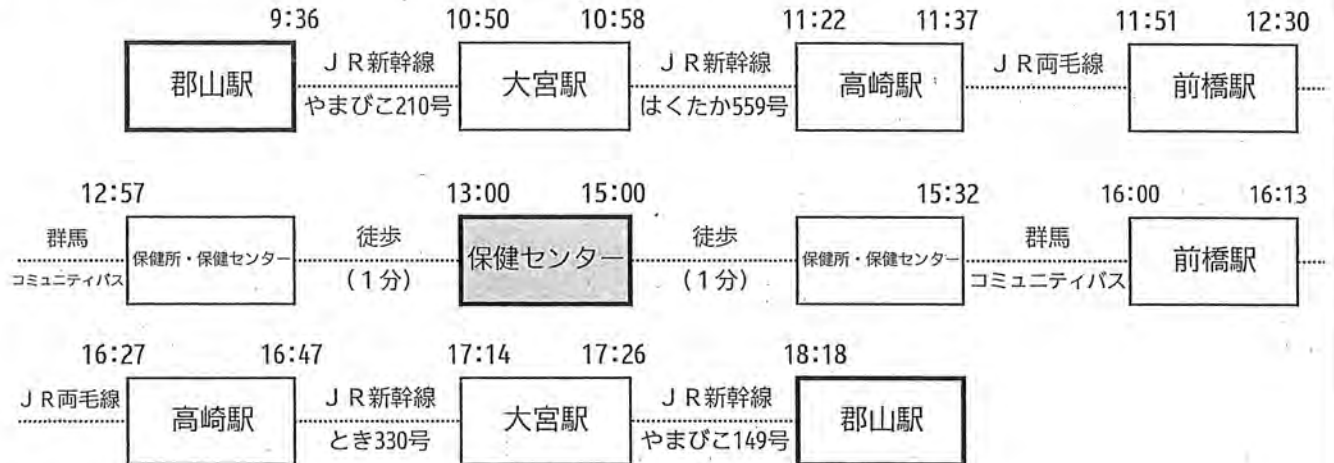 9:36 10:50 10:58 11:22 11:37 11:51 12:30
郡山駅 ＪＲ新幹線 やまびこ210号 大宮駅 ＪＲ新幹線 はくたか559号 高崎駅 ＪＲ両毛線 前橋駅
12:57 13:00 15:00 15:32 16:00 16:13
群馬 コミュニティバス 保健所・保健センター 徒歩 (１分) 保健センター 徒歩 (１分) 保健所・保健センター 群馬 コミュニティバス 前橋駅
16:27 16:47 17:14 17:26 18:18
ＪＲ両毛線 高崎駅 ＪＲ新幹線 とき330号 大宮駅 ＪＲ新幹線 やまびこ149号 郡山駅